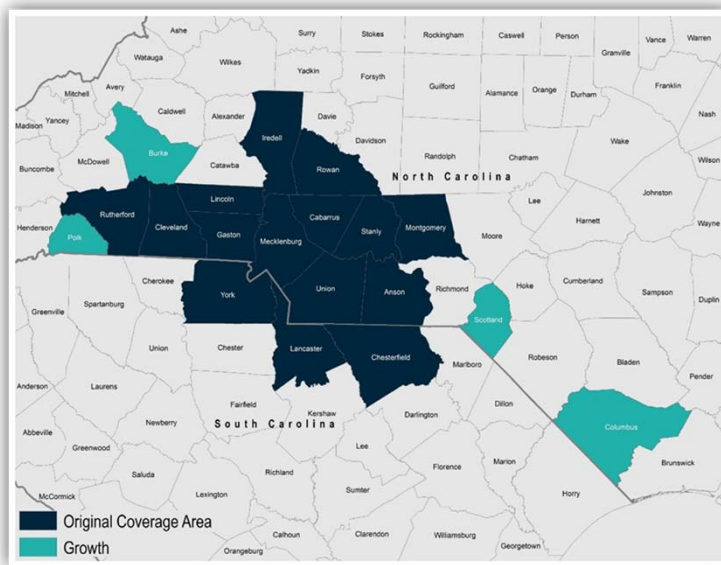 Ashe
Surry
Stokes
Rockingham
Caswell
Person
Vance
Warren
Granville
Watauga
Wilkes
Yadkin
Forsyth
Guilford
Alamance
Orange
Durham
Franklin
Nash
Mitchell
Avery
Yancey
Madison
Caldwell
Alexander
Iredell
Davie
Davidson
Randolph
Chatham
Wake
Wilson
Johnston
Wayne
Buncombe
McDowell
Burke
Catawba
Rowan
North Carolina
Lee
Harnett
Henderson
Polk
Rutherford
Cleveland
Lincoln
Gaston
Mecklenburg
Cabarrus
Stanly
Montgomery
Moore
Cherokee
York
Union
Anson
Richmond
Scotland
Hoke
Cumberland
Sampson
Duplin
Greenville
Spartanburg
Union
Chester
Lancaster
Chesterfield
Marlboro
Robeson
Bladen
Pender
Anderson
Laurens
Newberry
Fairfield
Kershaw
Darlington
Dillon
Columbus
Brunswick
South Carolina
Abbeville
Greenwood
Saluda
Lee
Marion
Florence
Horry
McCormick
Lexington
Richland
Sumter
Calhoun
Clarendon
Williamsburg
Georgetown
Orangeburg
Original Coverage Area
Growth